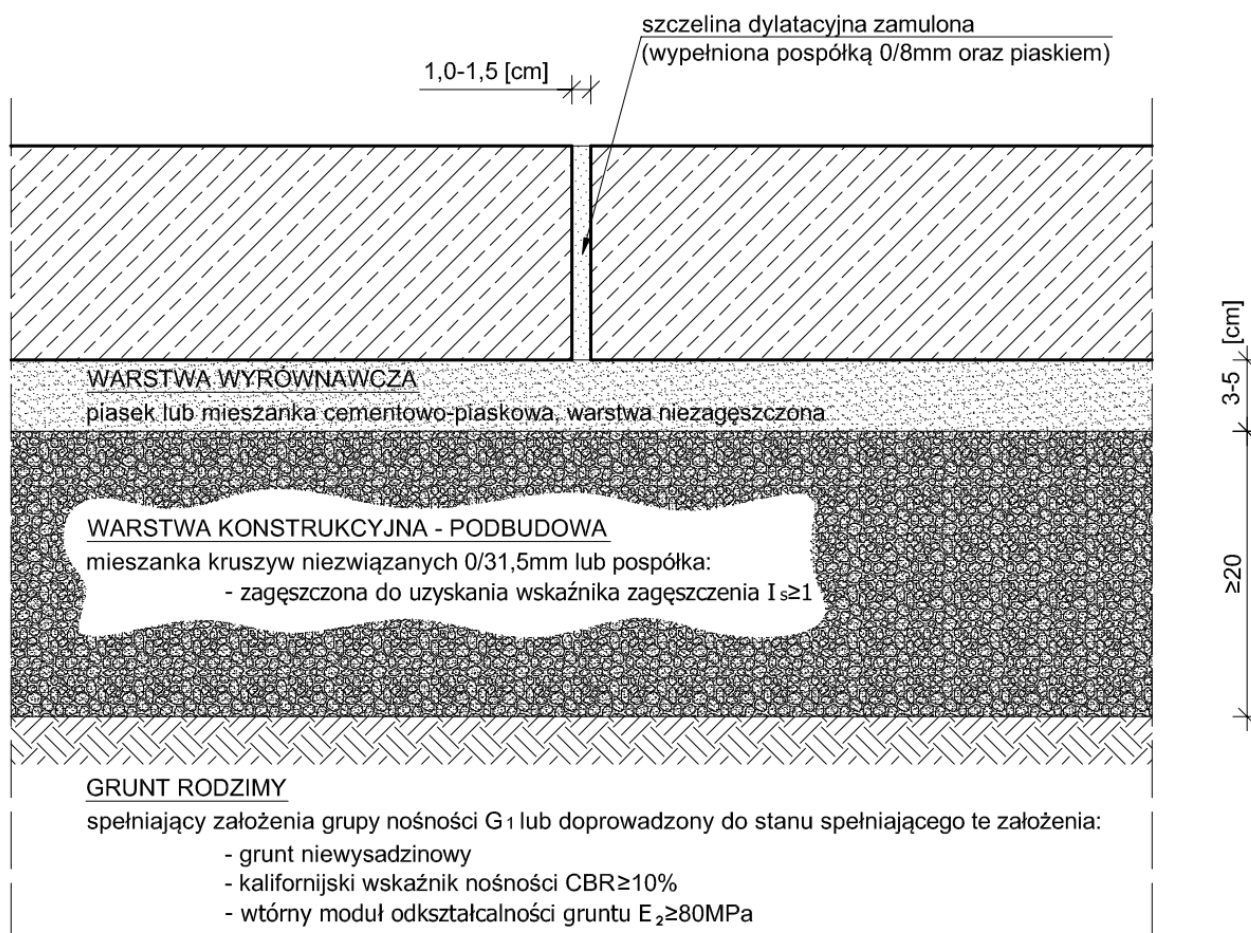 szczelina dylatacyjna zamulona
(wypełniona pospółką 0/8mm oraz piaskiem)
1,0-1,5 [cm]
[cm]
WARSTWA WYRÓWNAWCZA
piasek lub mieszanka cementowo-piaskowa, warstwa niezagęszczona
3-5
WARSTWA KONSTRUKCYJNA - PODBUDOWA
mieszanka kruszyw niezwiązanych 0/31,5mm lub pospółka:
- zagęszczona do uzyskania wskaźnika zagęszczenia Is≥1
≥20
GRUNT RODZIMY
spełniający założenia grupy nośności G1 lub doprowadzony do stanu spełniającego te założenia:
- grunt niewysadzinowy
- kalifornijski wskaźnik nośności CBR≥10%
- wtórny moduł odkształcalności gruntu E2≥80MPa